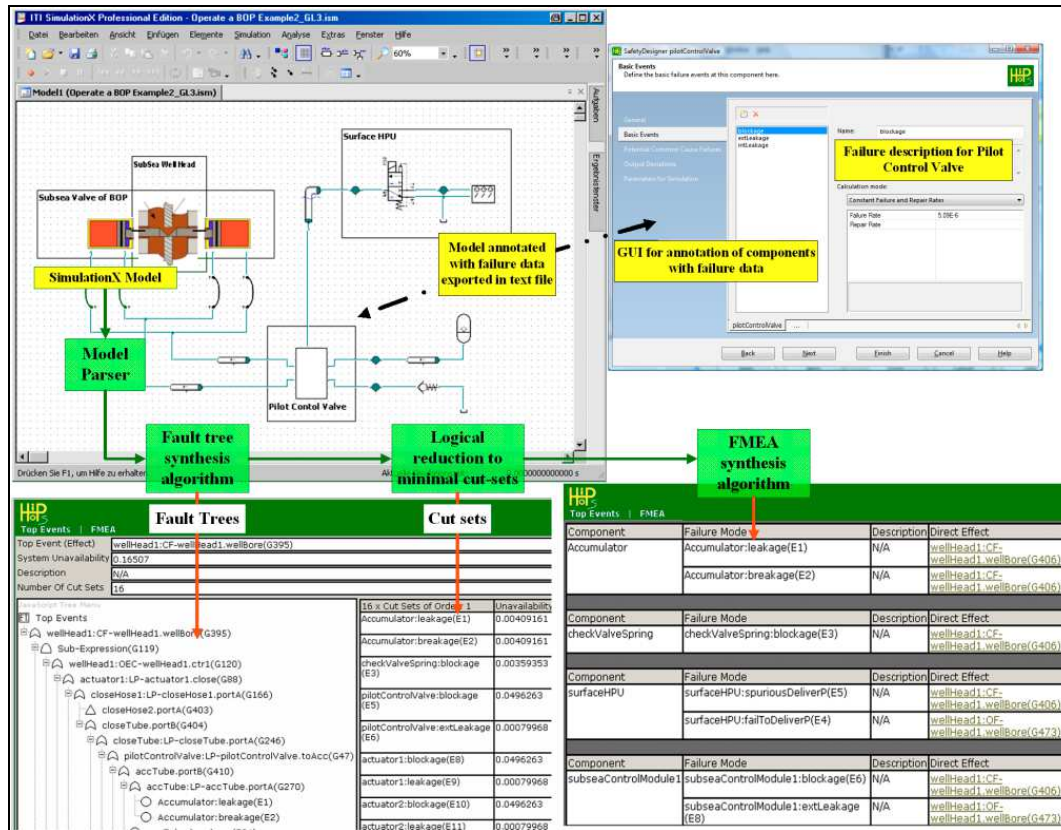 ITI SimulationX Professional Edition - Operate a BOP Example2_GL3.ism
Datei Bearbeiten Ansicht Einfügen Elemente Simulation Analyse Extras Fenster Hilfe
60%
Model1 (Operate a BOP Example2_GL3.ism)
Aufgaben
Ergebnisfenster
Surface HPU
SubSea Well Head
Subsea Valve of BOP
SimulationX Model
Model annotated
with failure data
exported in text file
Model
Parser
Pilot Contol Valve
Fault tree
synthesis
algorithm
Logical
reduction to
minimal cut-sets
FMEA
synthesis
algorithm
Drücken Sie F1, um Hilfe zu erhalten
SafetyDesigner pilotControlValve
Basic Events
Define the basic failure events at this component here.
General
Basic Events
Potential Common Cause Failures
Output Deviations
Parameters for Simulation
blockage
extLeakage
intLeakage
Name: blockage
Failure description for Pilot
Control Valve
Calculation mode:
Constant Failure and Repair Rates
Failure Rate 5.09E-6
Repair Rate
GUI for annotation of components
with failure data
pilotControlValve ...
Back Next Finish Cancel Help
Fault Trees
Cut sets
Top Events | FMEA
Top Event (Effect) wellHead1:CF-wellHead1.wellBore(G395)
System Unavailability 0.16507
Description N/A
Number Of Cut Sets 16
JavaScript Tree Menu
Top Events
wellHead1:CF-wellHead1.wellBore(G395)
Sub-Expression(G119)
wellHead1:OEC-wellHead1.ctr1(G120)
actuator1:LP-actuator1.close(G88)
closeHose1:LP-closeHose1.portA(G166)
closeHose2.portA(G403)
closeTube.portB(G404)
closeTube:LP-closeTube.portA(G246)
pilotControlValve:LP-pilotControlValve.toAcc(G47)
accTube.portB(G410)
accTube:LP-accTube.portA(G270)
Accumulator:leakage(E1)
Accumulator:breakage(E2)
16 x Cut Sets of Order 1 Unavailability
Accumulator:leakage(E1) 0.00409161
Accumulator:breakage(E2) 0.00409161
checkValveSpring:blockage
(E3) 0.00359353
pilotControlValve:blockage
(E5) 0.0496263
pilotControlValve:extLeakage
(E6) 0.00079968
actuator1:blockage(E8) 0.0496263
actuator1:leakage(E9) 0.00079968
actuator2:blockage(E10) 0.0496263
actuator2:leakage(E11) 0.00079968
Top Events | FMEA
Component Failure Mode Description Direct Effect
Accumulator Accumulator:leakage(E1) N/A wellHead1:CF-
wellHead1.wellBore(G406)
Accumulator:breakage(E2) N/A wellHead1:CF-
wellHead1.wellBore(G406)
Component Failure Mode Description Direct Effect
checkValveSpring checkValveSpring:blockage(E3) N/A wellHead1:CF-
wellHead1.wellBore(G406)
Component Failure Mode Description Direct Effect
surfaceHPU surfaceHPU:spuriousDeliverP(E5) N/A wellHead1:CF-
wellHead1.wellBore(G406)
surfaceHPU:failToDeliverP(E4) N/A wellHead1:OF-
wellHead1.wellBore(G473)
Component Failure Mode Description Direct Effect
subseaControlModule1 subseaControlModule1:blockage(E6) N/A wellHead1:CF-
wellHead1.wellBore(G406)
subseaControlModule1:extLeakage
(E8) N/A wellHead1:OF-
wellHead1.wellBore(G473)